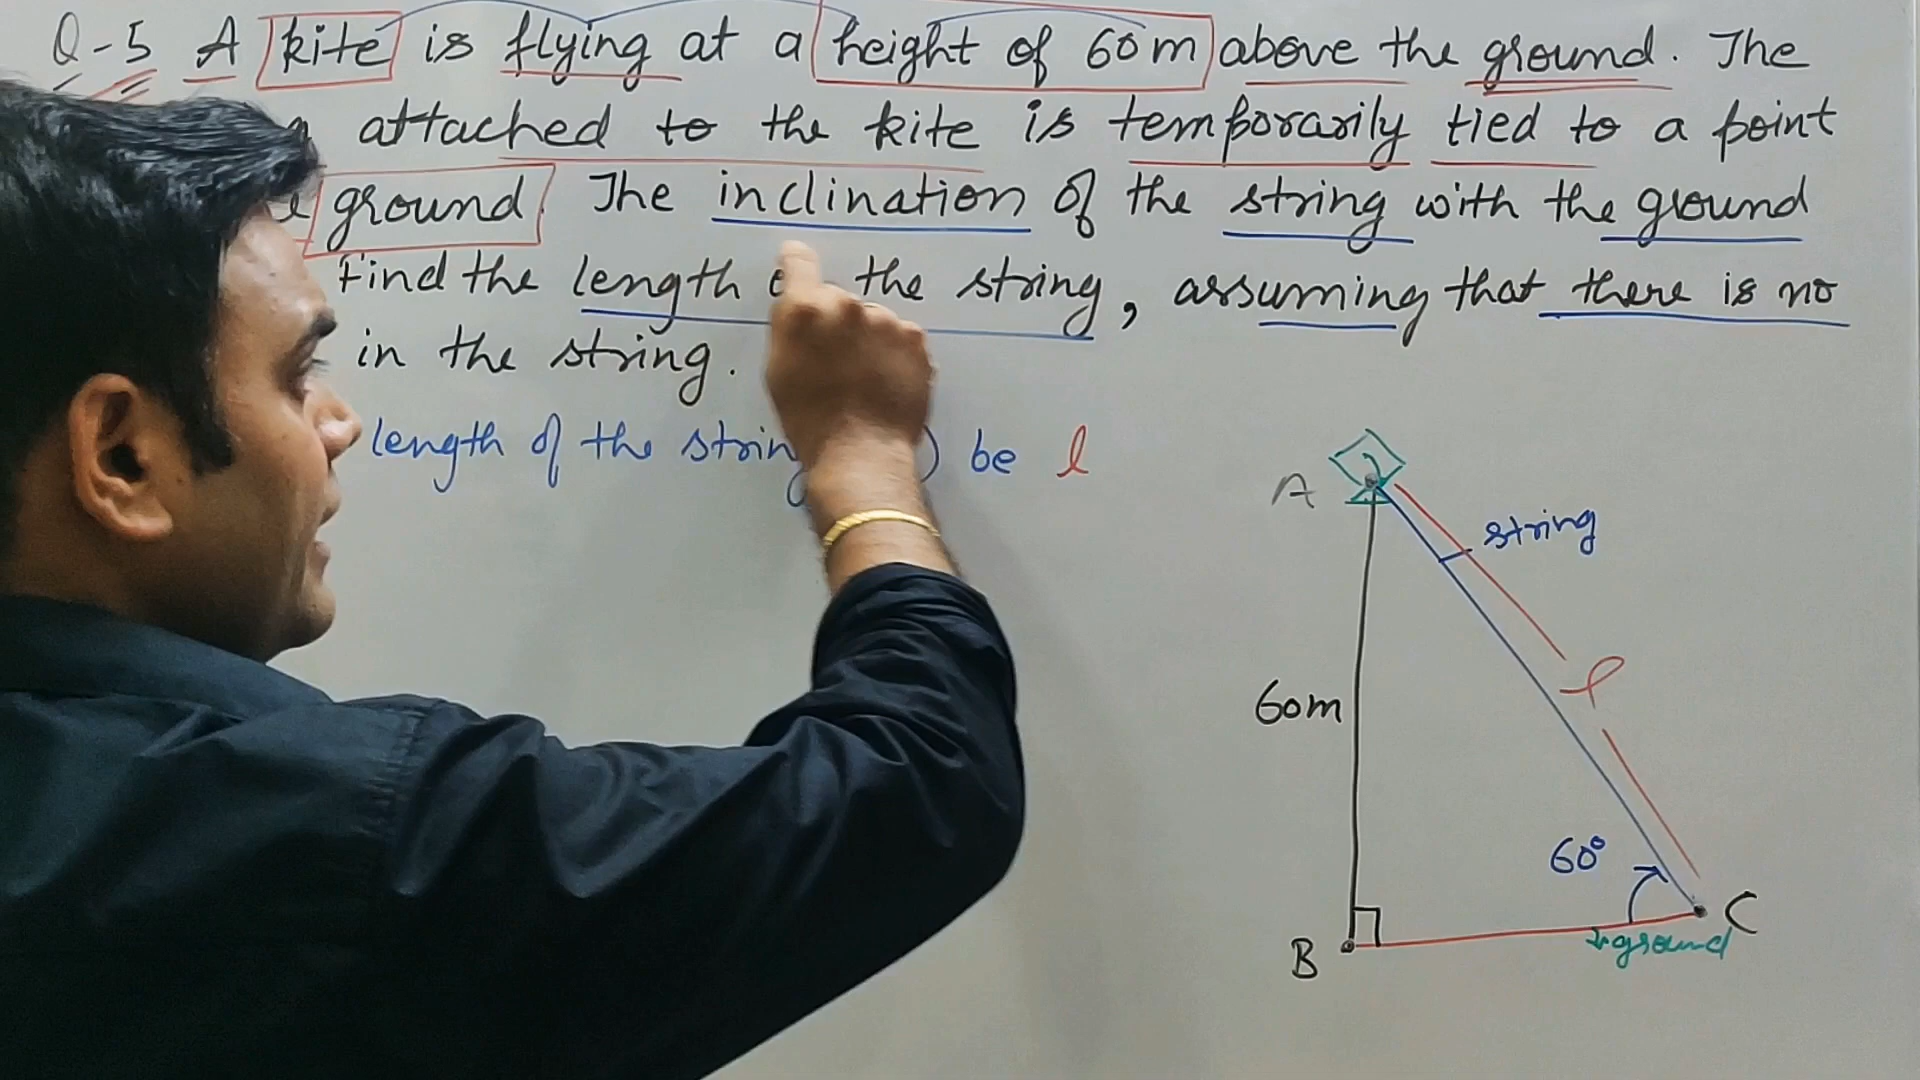 Q-5 A kite is flying at a height of 60m above the ground. The
attached to the kite is temporarily tied to a point
ground. The inclination of the string with the ground
Find the length the string, assuming that there is no
in the string.
length of the string be l
A
string
60m
l
60°
B
C
ground